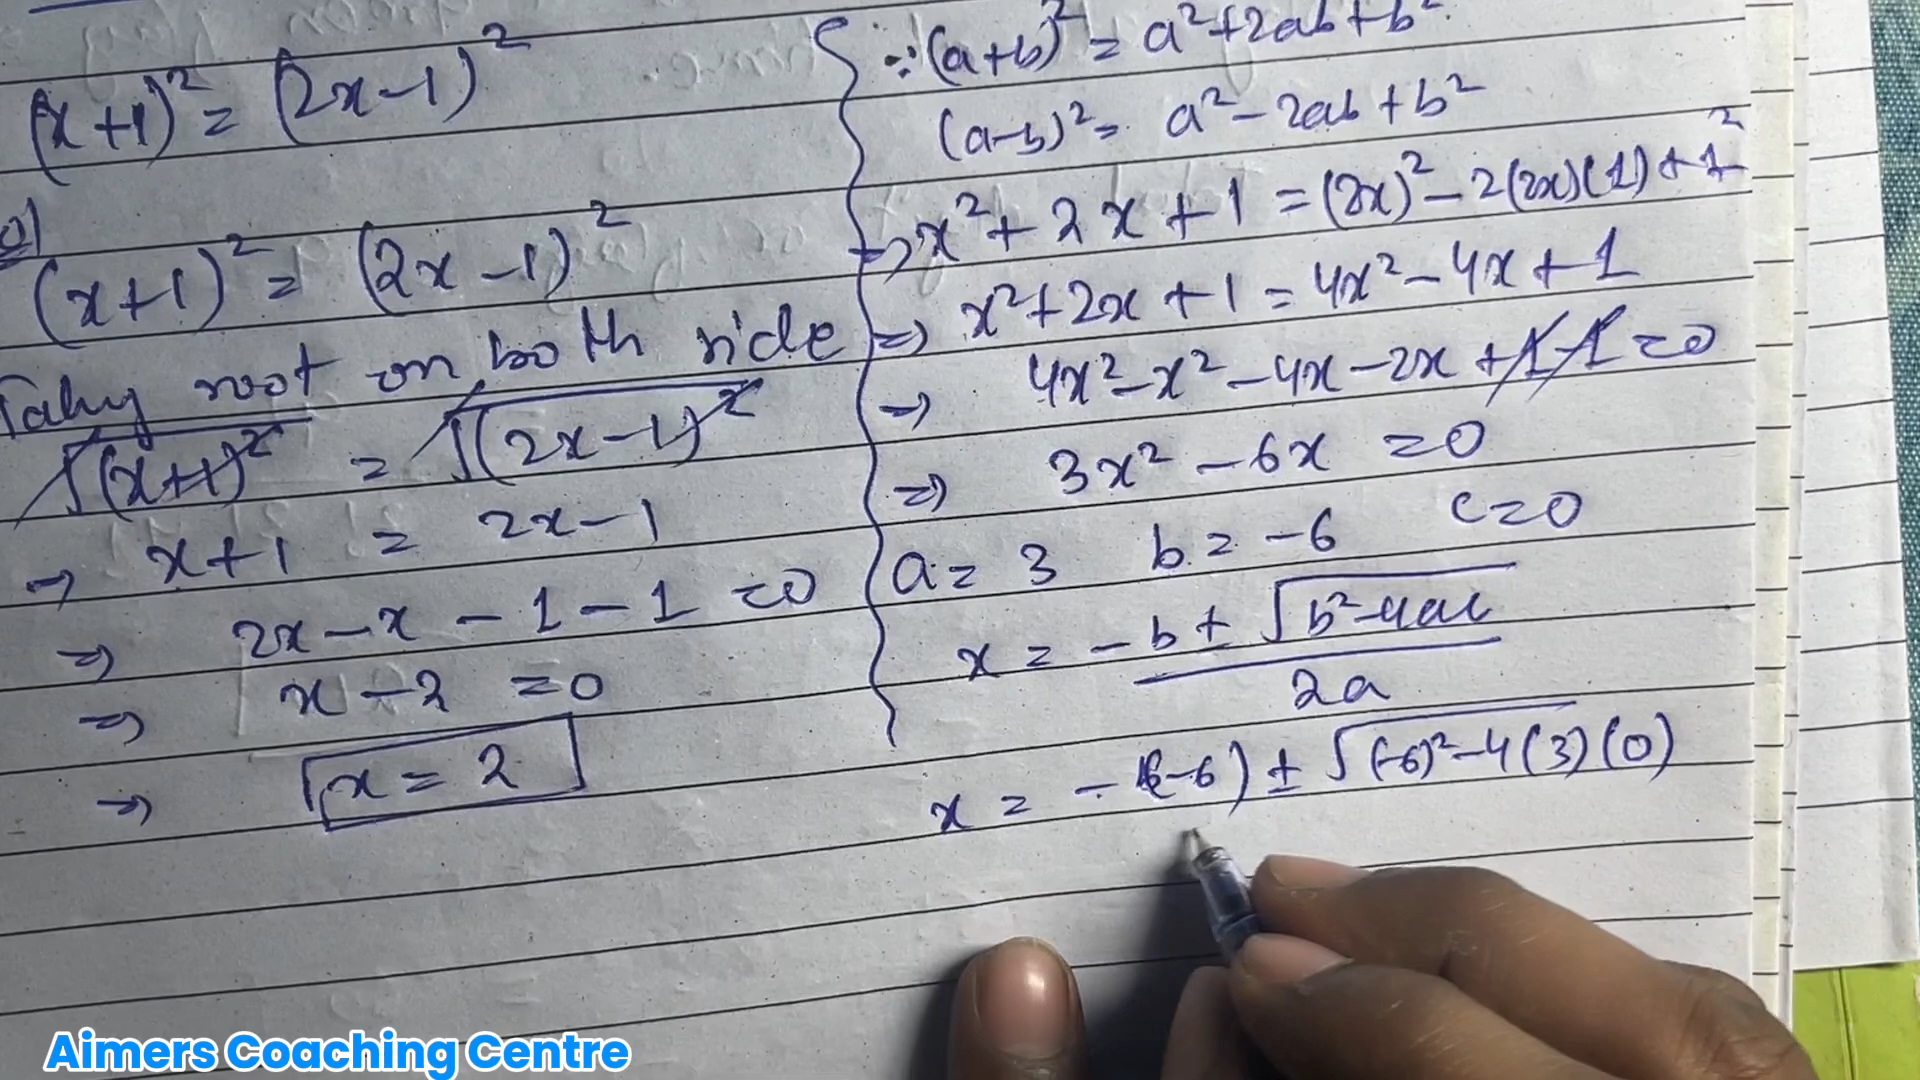 (x+1)² = (2x-1)²
(x+1)² = (2x-1)²
Taking root on both side
√(x+1)² = √(2x-1)²
⇒ x+1 = 2x-1
⇒ 2x-x-1-1=0
⇒ x-2=0
⇒ x=2
∵ (a+b)² = a²+2ab+b²
(a-b)² = a²-2ab+b²
⇒ x²+2x+1 = (2x)²-2(2x)(1)+1²
⇒ x²+2x+1 = 4x²-4x+1
⇒ 4x²-x²-4x-2x+1-1=0
⇒ 3x²-6x=0
a=3 b=-6 c=0
x = -b ± √b²-4ac
2a
x = -(-6) ± √(-6)²-4(3)(0)
Aimers Coaching Centre